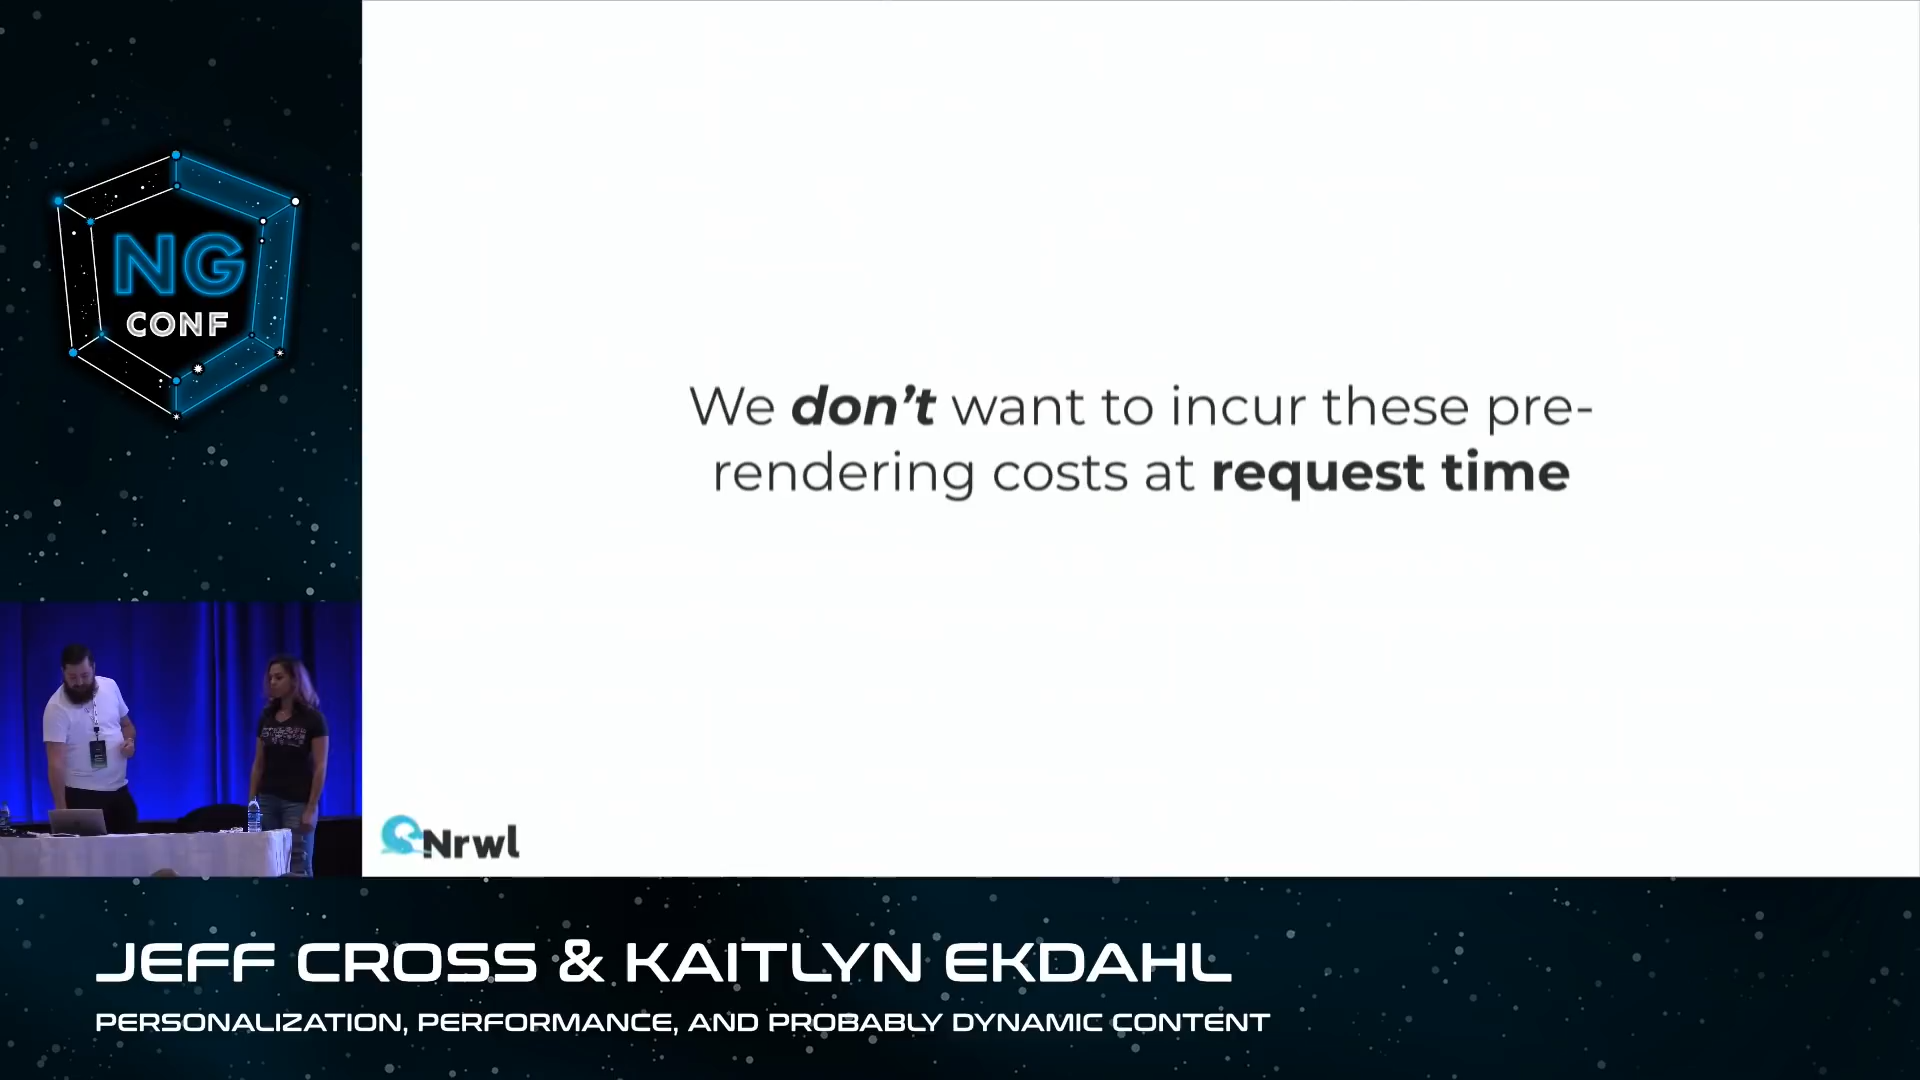 NG
CONF
We don't want to incur these pre-
rendering costs at request time
Nrwl
JEFF CROSS & KAITLYN EKDAHL
PERSONALIZATION, PERFORMANCE, AND PROBABLY DYNAMIC CONTENT